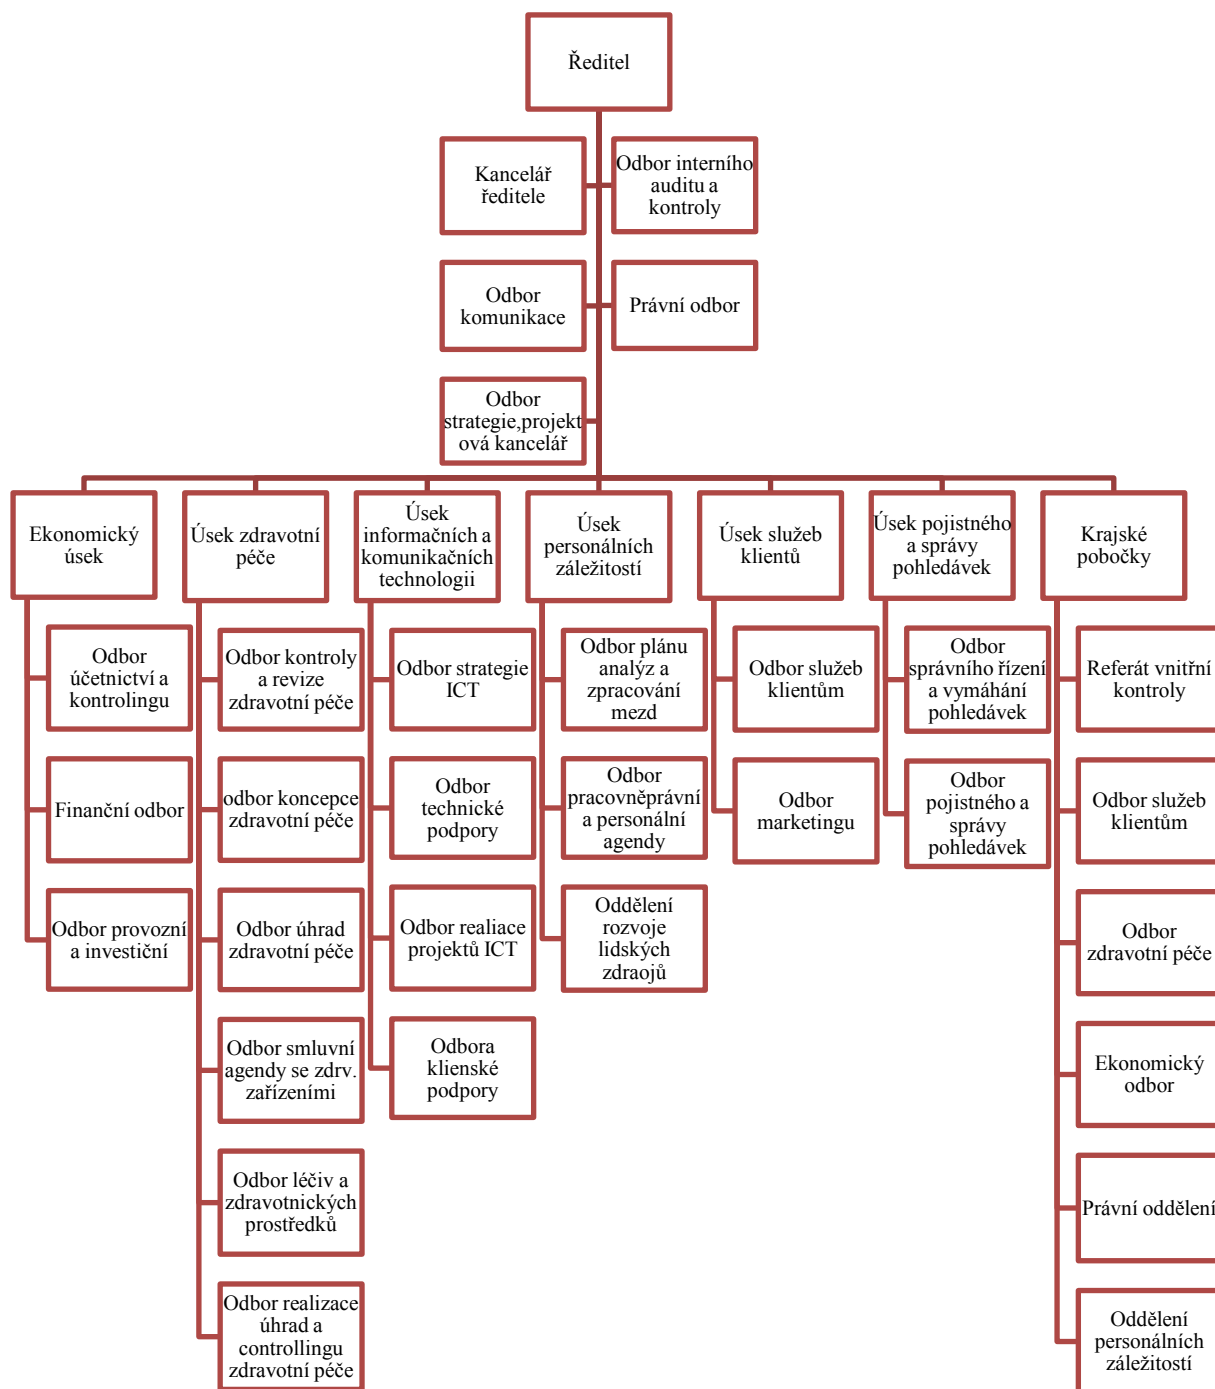 Ředitel
Kancelář
ředitele
Odbor interního
auditu a
kontroly
Odbor
komunikace
Právní odbor
Odbor
strategie,projekt
ová kancelář
Ekonomický
úsek
Úsek zdravotní
péče
Úsek
informačních a
komunikačních
technologii
Úsek
personálních
záležitostí
Úsek služeb
klientů
Úsek pojistného
a správy
pohledávek
Krajské
pobočky
Odbor
účetnictví a
kontrolingu
Finanční odbor
Odbor provozní
a investiční
Odbor kontroly
a revize
zdravotní péče
odbor koncepce
zdravotní péče
Odbor úhrad
zdravotní péče
Odbor smluvní
agendy se zdrv.
zařízeními
Odbor léčiv a
zdravotnických
prostředků
Odbor realizace
úhrad a
controllingu
zdravotní péče
Odbor strategie
ICT
Odbor
technické
podpory
Odbor realiace
projektů ICT
Odbora
klienské
podpory
Odbor plánu
analýz a
zpracování
mezd
Odbor
pracovněprávní
a personální
agendy
Oddělení
rozvoje
lidských
zdraojů
Odbor služeb
klientům
Odbor
marketingu
Odbor
správního řízení
a vymáhání
pohledávek
Odbor
pojistného a
správy
pohledávek
Referát vnitřní
kontroly
Odbor služeb
klientům
Odbor
zdravotní péče
Ekonomický
odbor
Právní oddělení
Oddělení
personálních
záležitostí